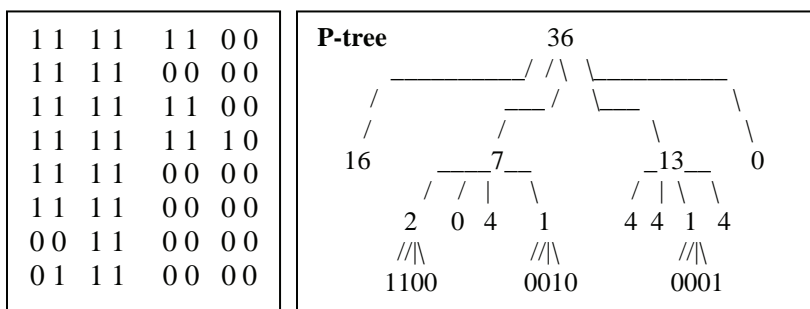 1 1 1 1 1 1 0 0
1 1 1 1 0 0 0 0
1 1 1 1 1 1 0 0
1 1 1 1 1 1 1 0
1 1 1 1 0 0 0 0
1 1 1 1 0 0 0 0
0 0 1 1 0 0 0 0
0 1 1 1 0 0 0 0
P-tree 36
16 7 13 0
2 0 4 1 4 4 1 4
1100 0010 0001